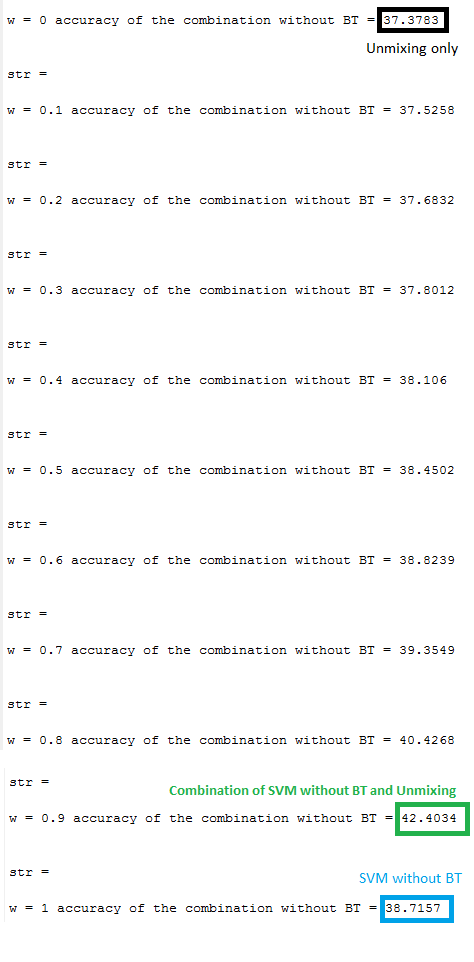 w = 0 accuracy of the combination without BT = 37.3783
Unmixing only
str =
w = 0.1 accuracy of the combination without BT = 37.5258
str =
w = 0.2 accuracy of the combination without BT = 37.6832
str =
w = 0.3 accuracy of the combination without BT = 37.8012
str =
w = 0.4 accuracy of the combination without BT = 38.106
str =
w = 0.5 accuracy of the combination without BT = 38.4502
str =
w = 0.6 accuracy of the combination without BT = 38.8239
str =
w = 0.7 accuracy of the combination without BT = 39.3549
str =
w = 0.8 accuracy of the combination without BT = 40.4268
str =
Combination of SVM without BT and Unmixing
w = 0.9 accuracy of the combination without BT = 42.4034
str =
SVM without BT
w = 1 accuracy of the combination without BT = 38.7157